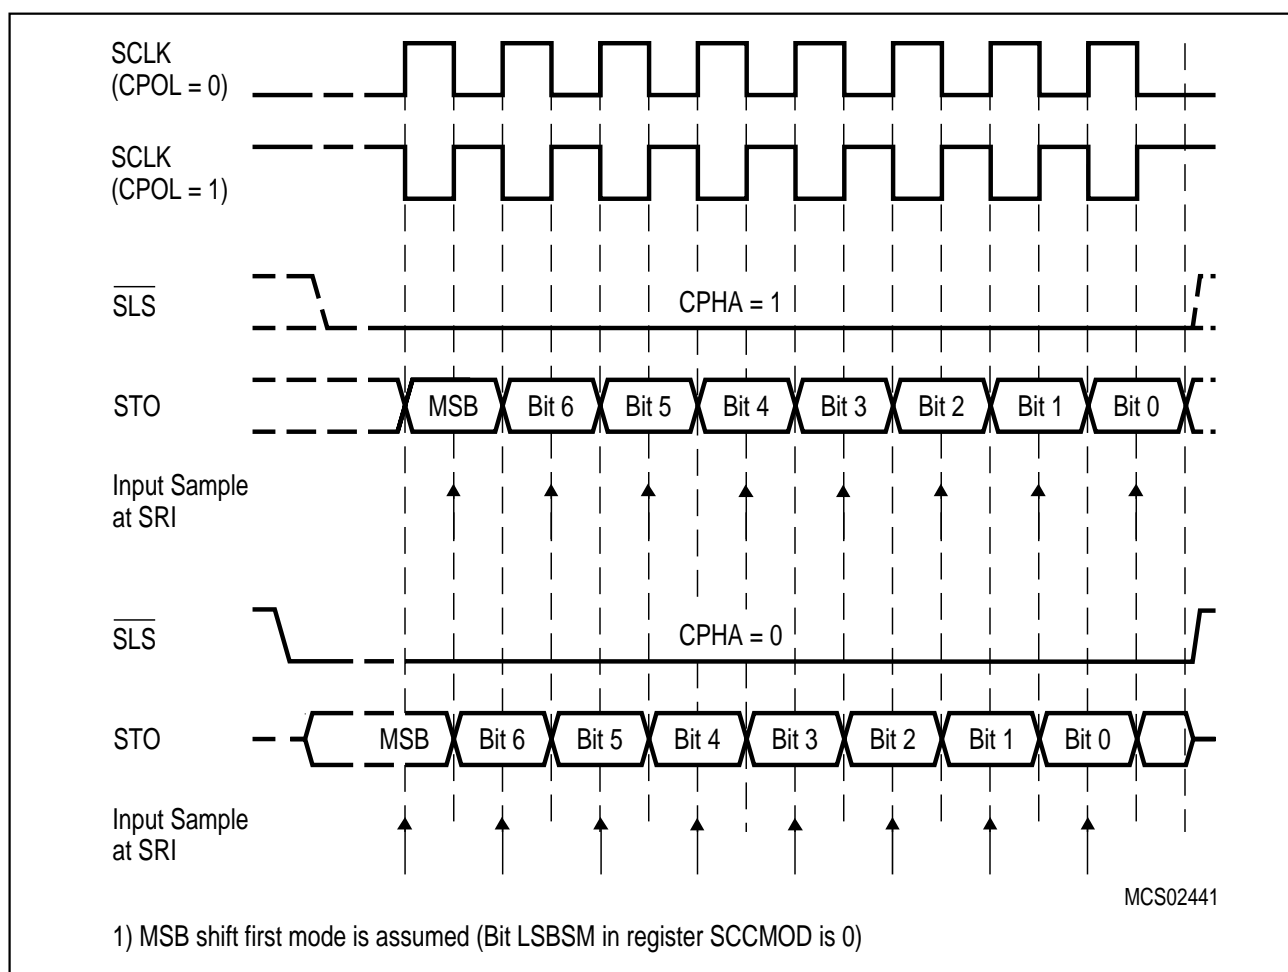 SCLK
(CPOL = 0)
SCLK
(CPOL = 1)
SLS
CPHA = 1
STO
MSB Bit 6 Bit 5 Bit 4 Bit 3 Bit 2 Bit 1 Bit 0
Input Sample
at SRI
SLS
CPHA = 0
STO
MSB Bit 6 Bit 5 Bit 4 Bit 3 Bit 2 Bit 1 Bit 0
Input Sample
at SRI
MCS02441
1) MSB shift first mode is assumed (Bit LSBSM in register SCCMOD is 0)